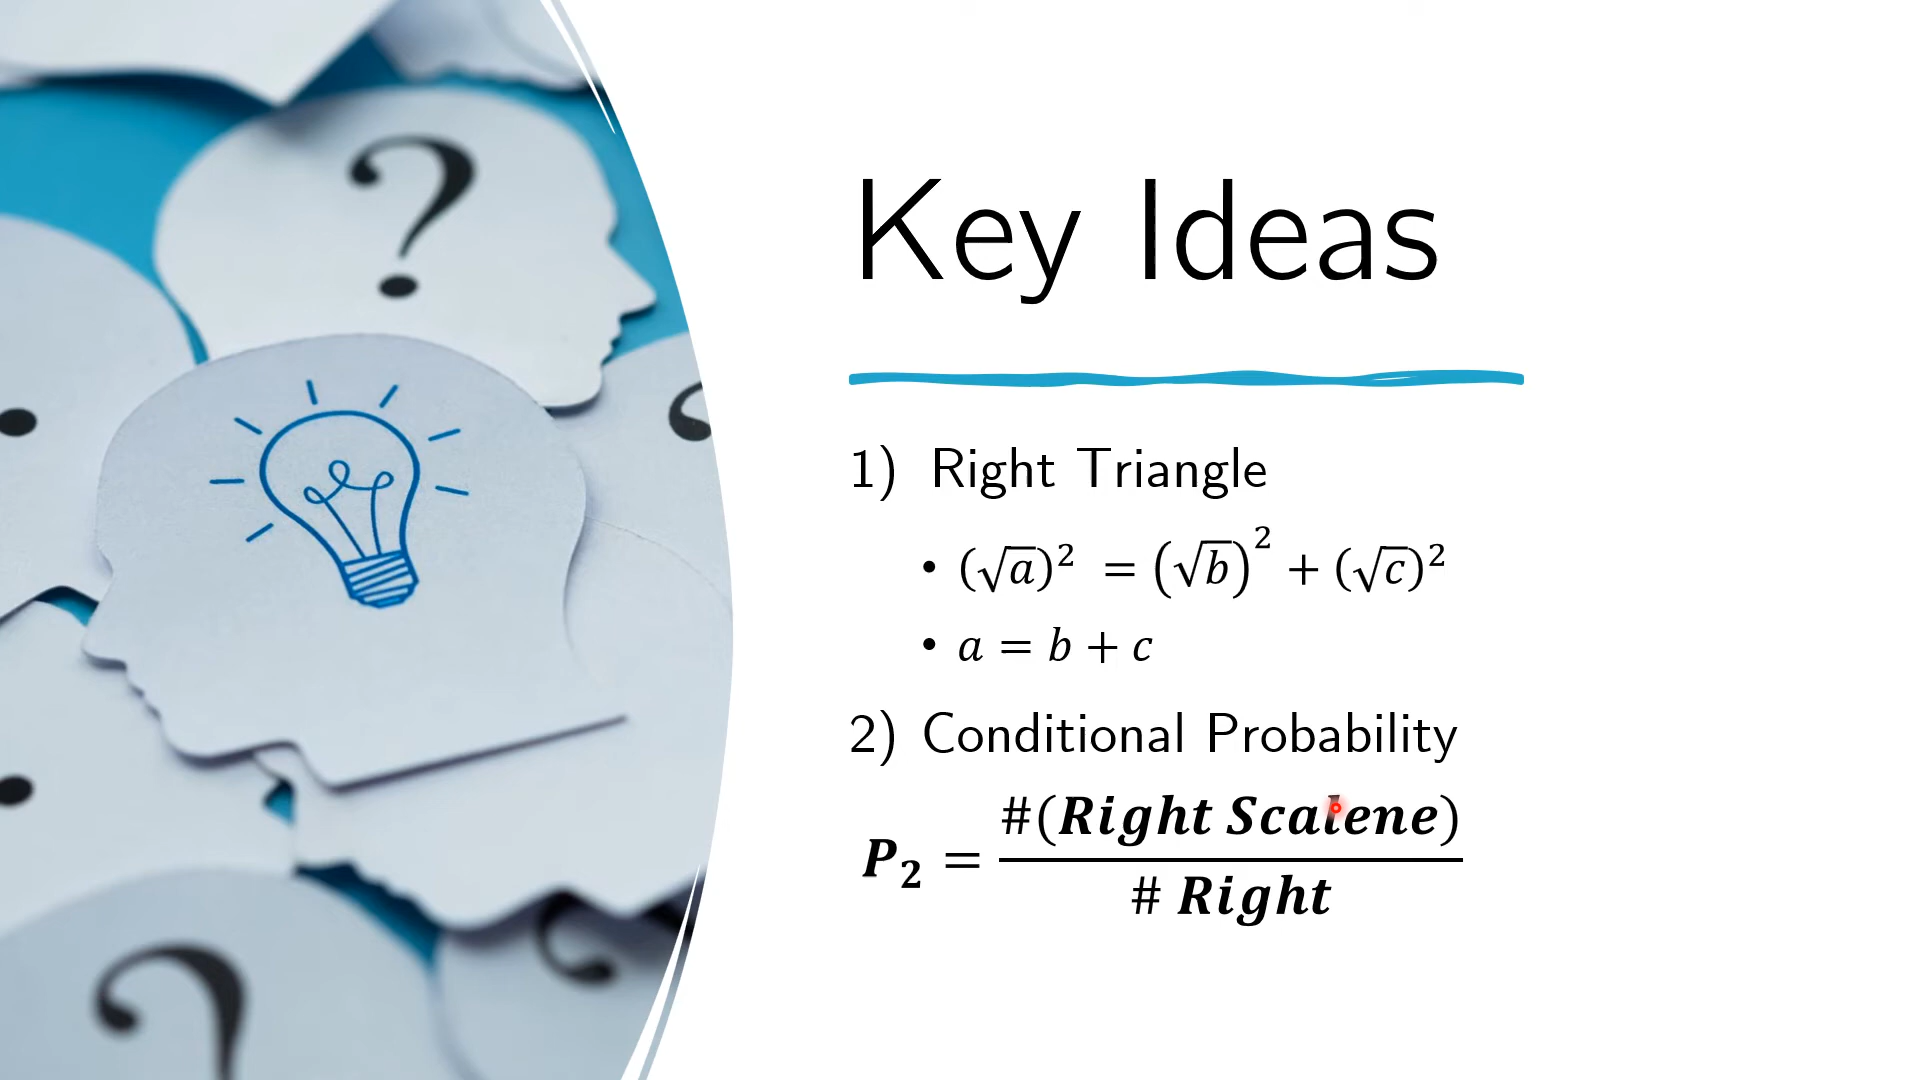 Key Ideas
1) Right Triangle
• (√a)² = (√b)² + (√c)²
• a = b + c
2) Conditional Probability
P₂ = #(Right Scalene) / # Right
?
?
?
?